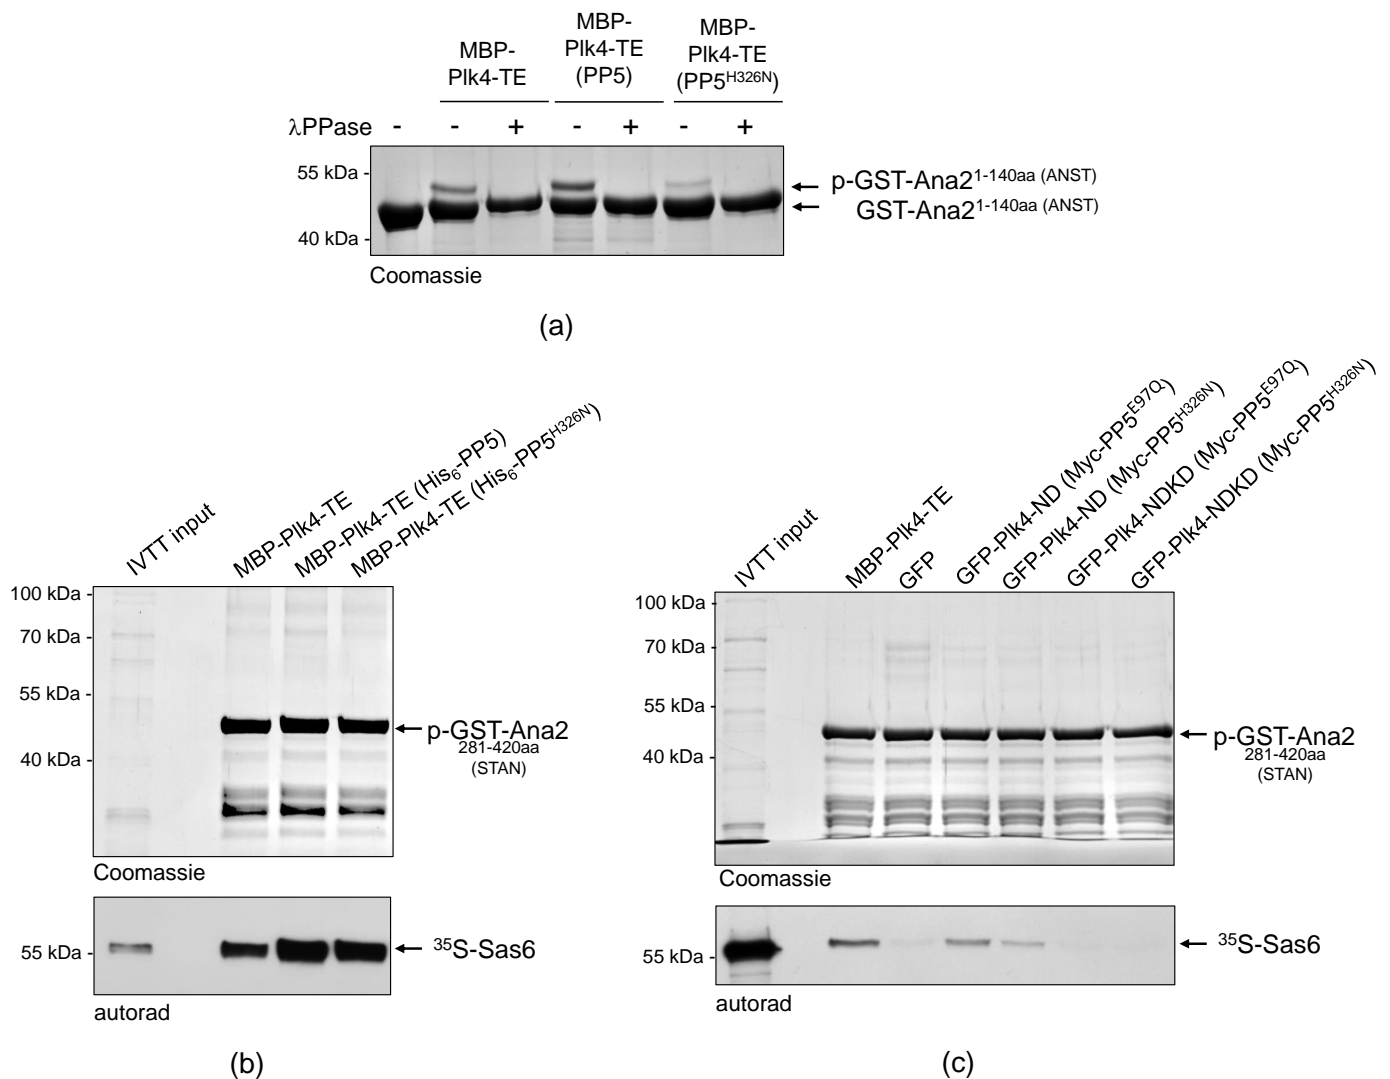 MBP-
Plk4-TE
MBP-
Plk4-TE
(PP5)
MBP-
Plk4-TE
(PP5H326N)
λPPase - - + - + - +
55 kDa -
40 kDa -
p-GST-Ana21-140aa (ANST)
GST-Ana21-140aa (ANST)
Coomassie
(a)
IVTT input
MBP-Plk4-TE
MBP-Plk4-TE (His6-PP5)
MBP-Plk4-TE (His6-PP5H326N)
100 kDa -
70 kDa -
55 kDa -
40 kDa -
p-GST-Ana2
281-420aa
(STAN)
Coomassie
55 kDa -
35S-Sas6
autorad
(b)
IVTT input
MBP-Plk4-TE
GFP
GFP-Plk4-ND (Myc-PP5E97Q)
GFP-Plk4-ND (Myc-PP5H326N)
GFP-Plk4-NDKD (Myc-PP5E97Q)
GFP-Plk4-NDKD (Myc-PP5H326N)
100 kDa -
70 kDa -
55 kDa -
40 kDa -
p-GST-Ana2
281-420aa
(STAN)
Coomassie
55 kDa -
35S-Sas6
autorad
(c)